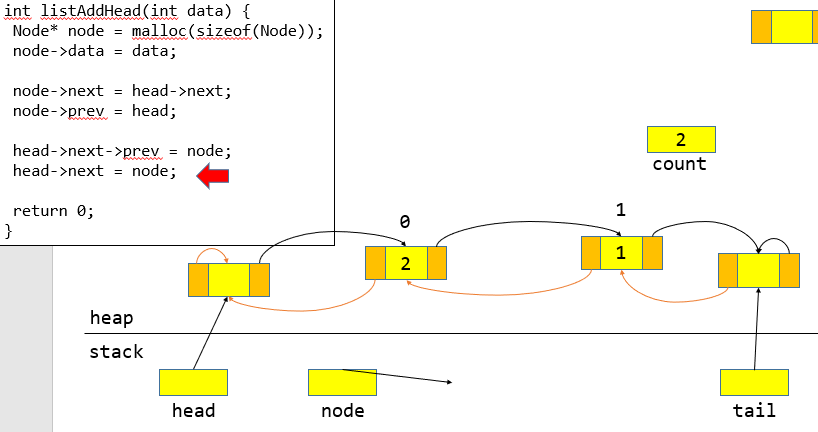 int listAddHead(int data) {
Node* node = malloc(sizeof(Node));
node->data = data;
node->next = head->next;
node->prev = head;
head->next->prev = node;
head->next = node;
return 0;
}
2
count
0
1
2
1
heap
stack
head
node
tail